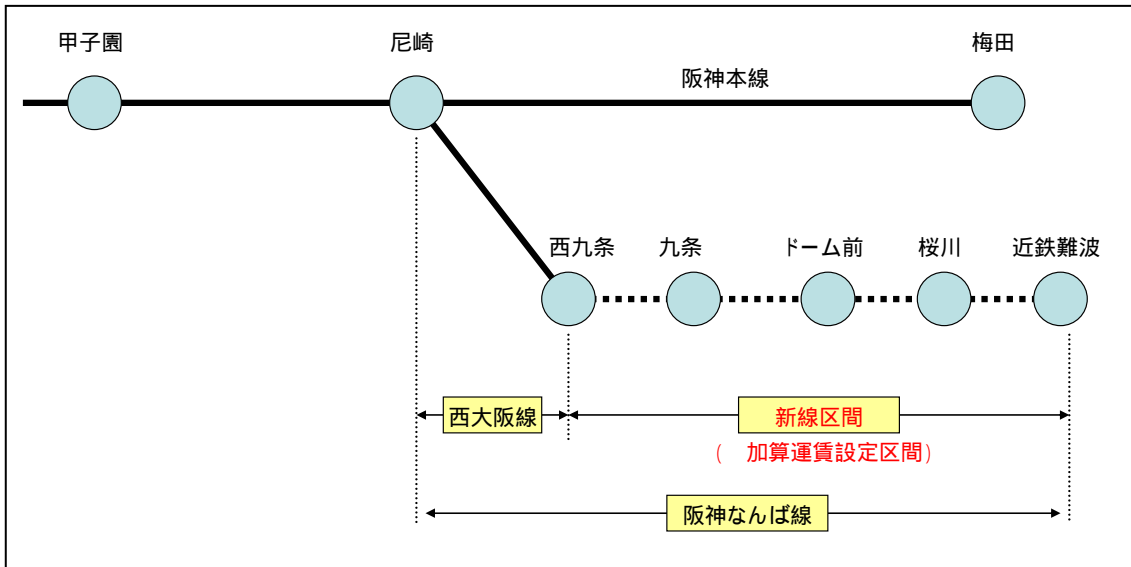 甲子園
尼崎
梅田
阪神本線
西九条
九条
ドーム前
桜川
近鉄難波
西大阪線
新線区間
( 加算運賃設定区間)
阪神なんば線